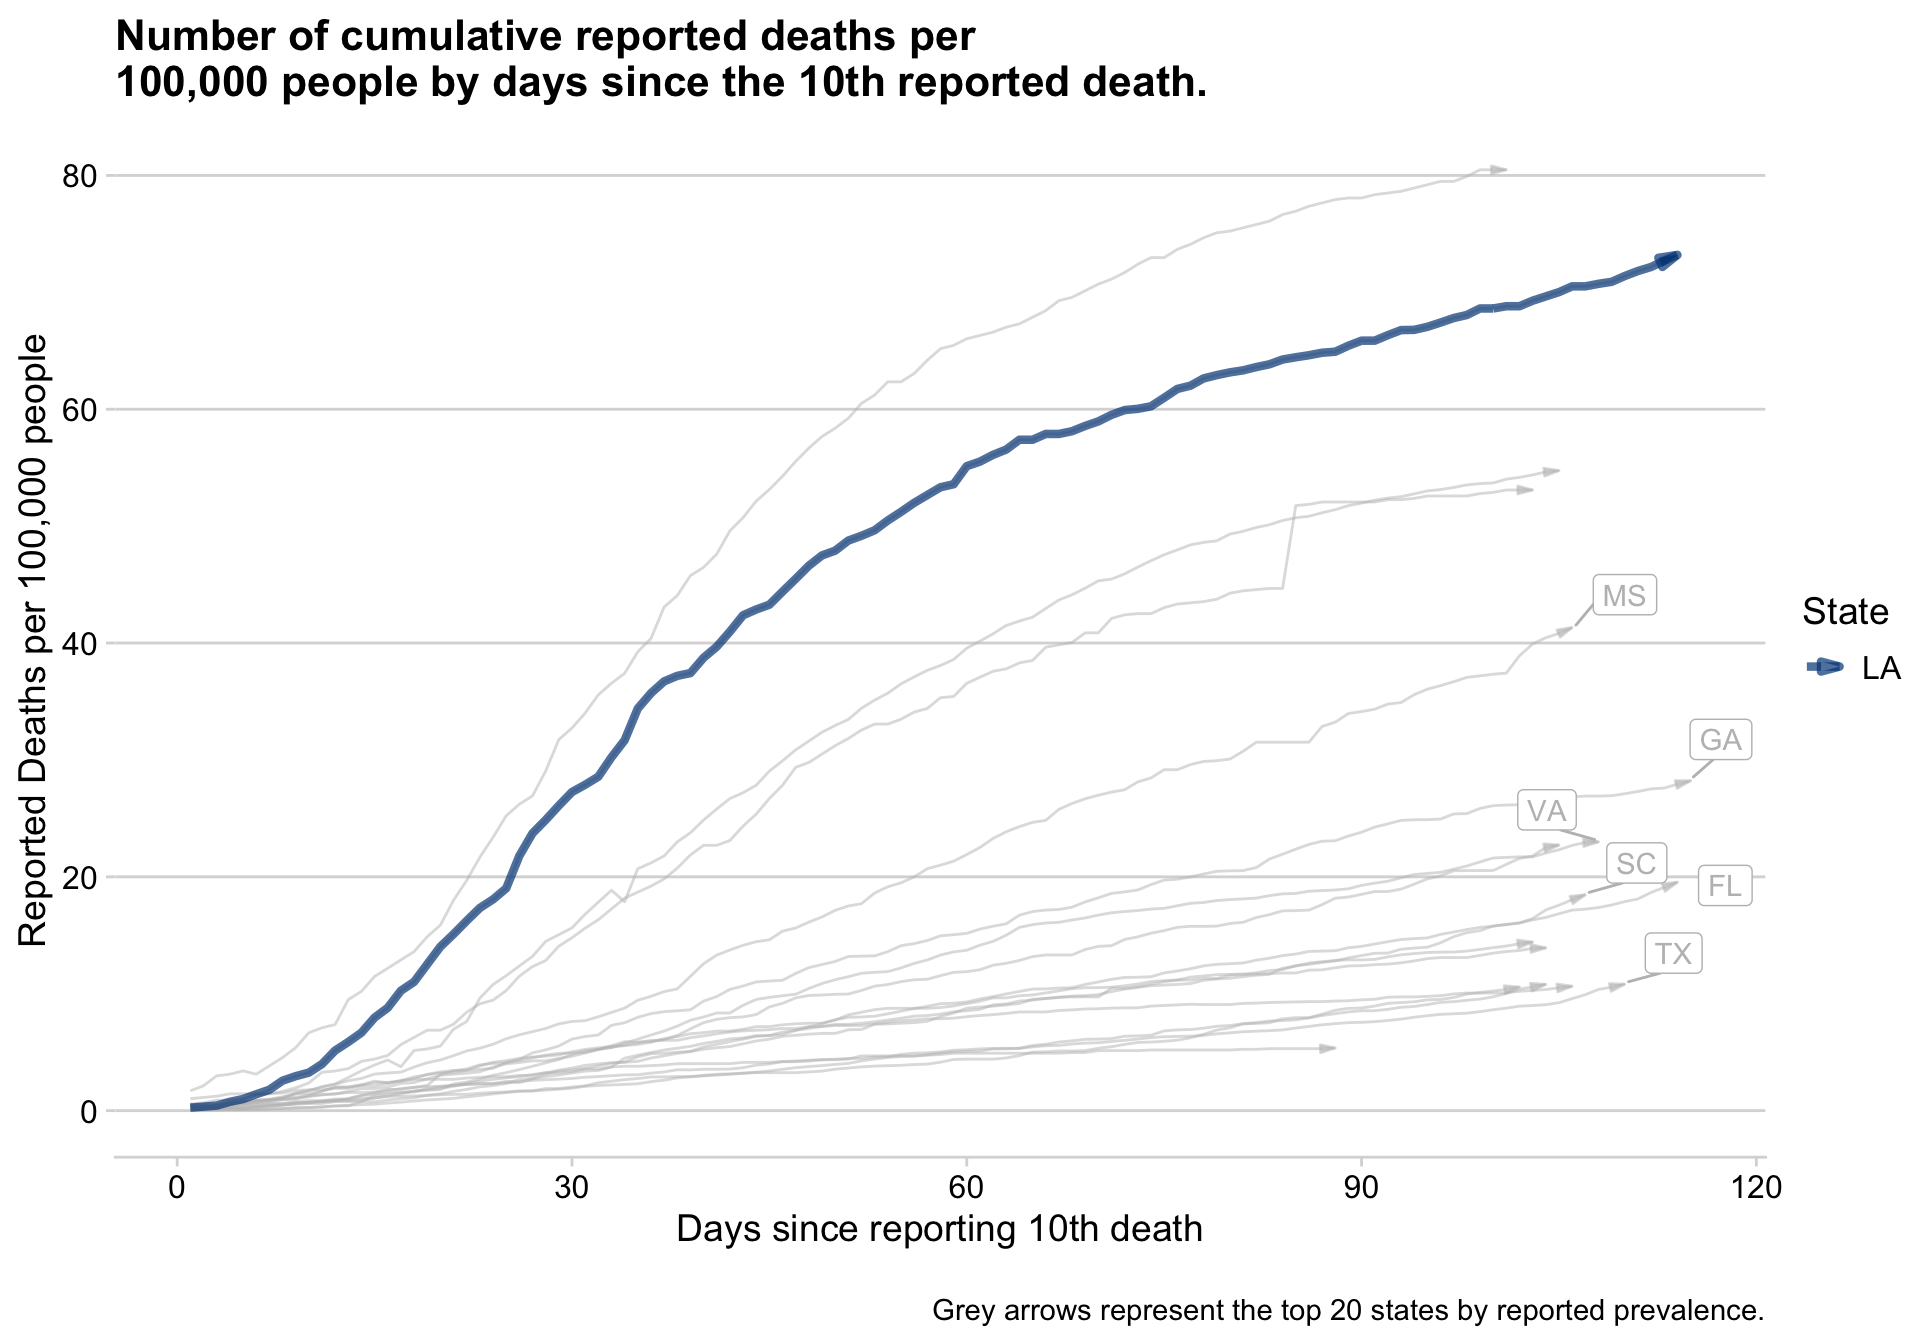 Number of cumulative reported deaths per
100,000 people by days since the 10th reported death.
Reported Deaths per 100,000 people
80
60
40
20
0
MS
GA
VA
SC
FL
TX
State
LA
0
30
60
90
120
Days since reporting 10th death
Grey arrows represent the top 20 states by reported prevalence.